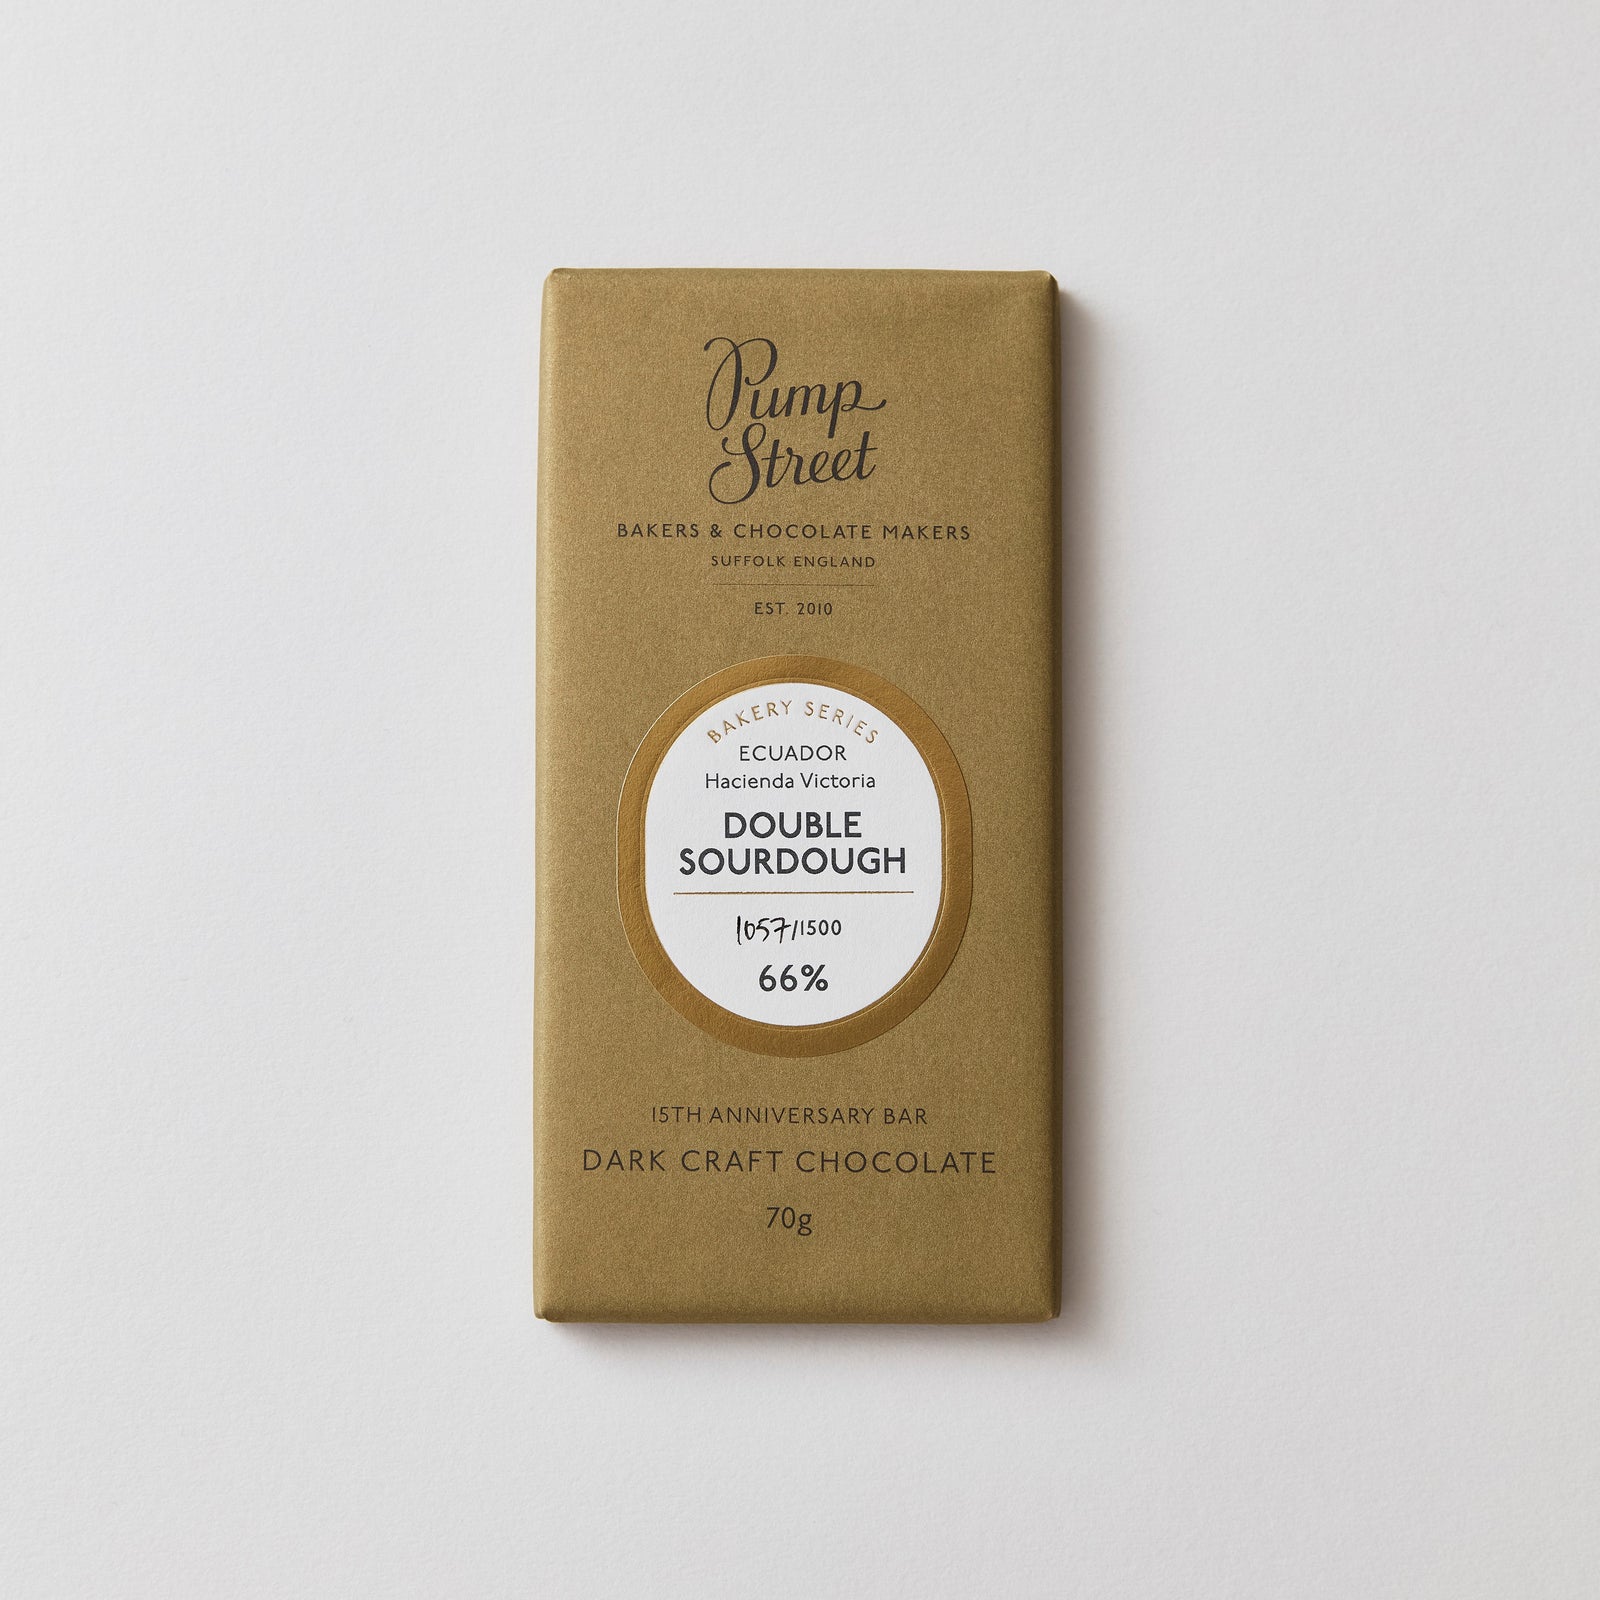 Pump
Street
BAKERS & CHOCOLATE MAKERS
SUFFOLK ENGLAND
EST. 2010
BAKERY SERIES
ECUADOR
Hacienda Victoria
DOUBLE
SOURDOUGH
1057/1500
66%
15TH ANNIVERSARY BAR
DARK CRAFT CHOCOLATE
70g